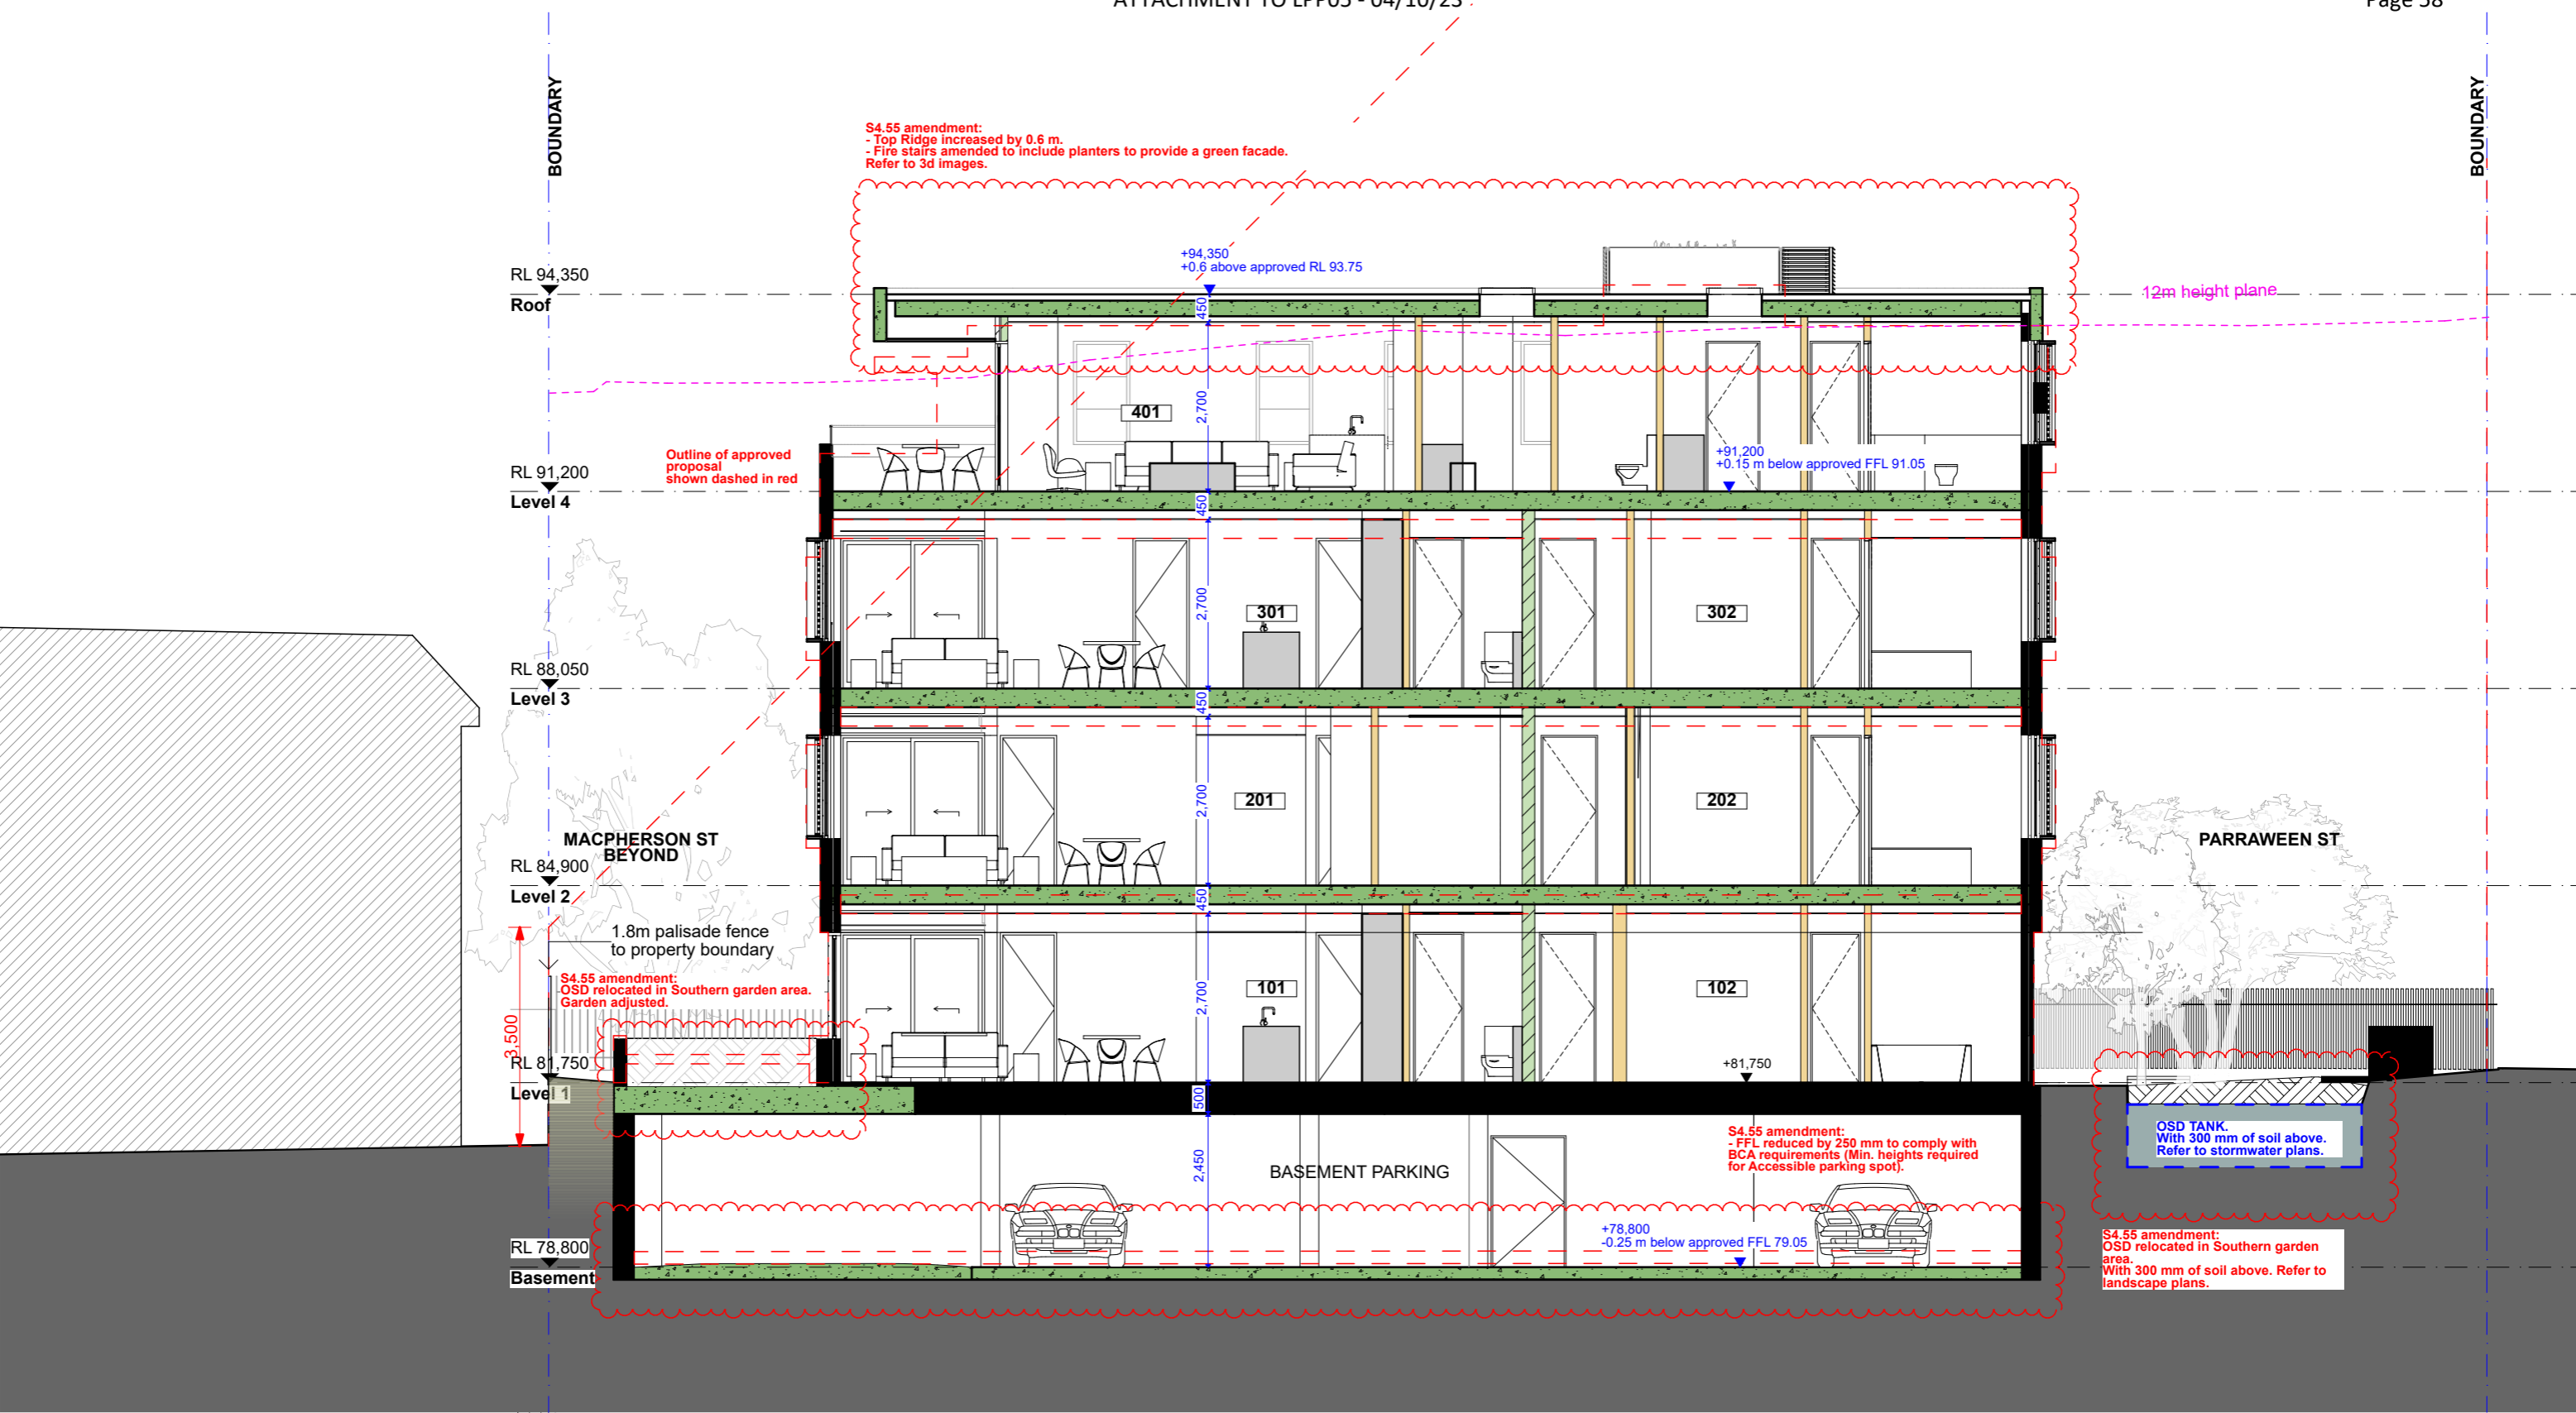 ATTACHMENT TO LPP05 - 04/10/23
Page 58
BOUNDARY
BOUNDARY
S4.55 amendment:
- Top Ridge increased by 0.6 m.
- Fire stairs amended to include planters to provide a green facade.
Refer to 3d images.
+94,350
+0.6 above approved RL 93.75
RL 94,350
Roof
12m height plane
450
401
2,700
Outline of approved
proposal
shown dashed in red
+91,200
+0.15 m below approved FFL 91.05
RL 91,200
Level 4
450
301
302
2,700
RL 88,050
Level 3
450
201
202
2,700
MACPHERSON ST
BEYOND
PARRAWEEN ST
RL 84,900
Level 2
450
1.8m palisade fence
to property boundary
S4.55 amendment:
OSD relocated in Southern garden area.
Garden adjusted.
101
102
2,700
3,500
RL 81,750
Level 1
+81,750
500
S4.55 amendment:
- FFL reduced by 250 mm to comply with
BCA requirements (Min. heights required
for Accessible parking spot).
OSD TANK.
With 300 mm of soil above.
Refer to stormwater plans.
BASEMENT PARKING
2,450
+78,800
-0.25 m below approved FFL 79.05
RL 78,800
Basement
S4.55 amendment:
OSD relocated in Southern garden
area.
With 300 mm of soil above. Refer to
landscape plans.